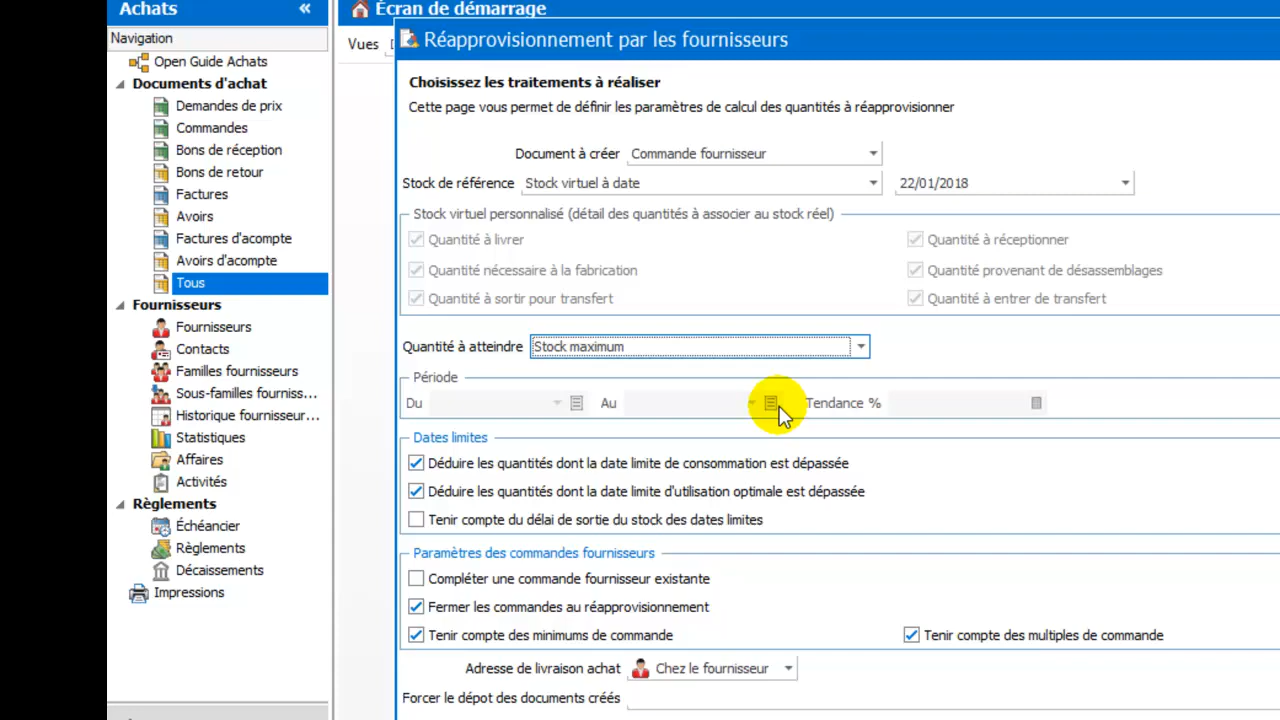 Achats «
Écran de démarrage
Navigation
Vues
Réapprovisionnement par les fournisseurs
Open Guide Achats
Documents d'achat
Demandes de prix
Commandes
Bons de réception
Bons de retour
Factures
Avoirs
Factures d'acompte
Avoirs d'acompte
Tous
Fournisseurs
Fournisseurs
Contacts
Familles fournisseurs
Sous-familles fourniss...
Historique fournisseur...
Statistiques
Affaires
Activités
Règlements
Échéancier
Règlements
Décaissements
Impressions
Choisissez les traitements à réaliser
Cette page vous permet de définir les paramètres de calcul des quantités à réapprovisionner
Document à créer Commande fournisseur
Stock de référence Stock virtuel à date 22/01/2018
Stock virtuel personnalisé (détail des quantités à associer au stock réel)
Quantité à livrer Quantité à réceptionner
Quantité nécessaire à la fabrication Quantité provenant de désassemblages
Quantité à sortir pour transfert Quantité à entrer de transfert
Quantité à atteindre Stock maximum
Période
Du Au Tendance %
Dates limites
Déduire les quantités dont la date limite de consommation est dépassée
Déduire les quantités dont la date limite d'utilisation optimale est dépassée
Tenir compte du délai de sortie du stock des dates limites
Paramètres des commandes fournisseurs
Compléter une commande fournisseur existante
Fermer les commandes au réapprovisionnement
Tenir compte des minimums de commande Tenir compte des multiples de commande
Adresse de livraison achat Chez le fournisseur
Forcer le dépot des documents créés